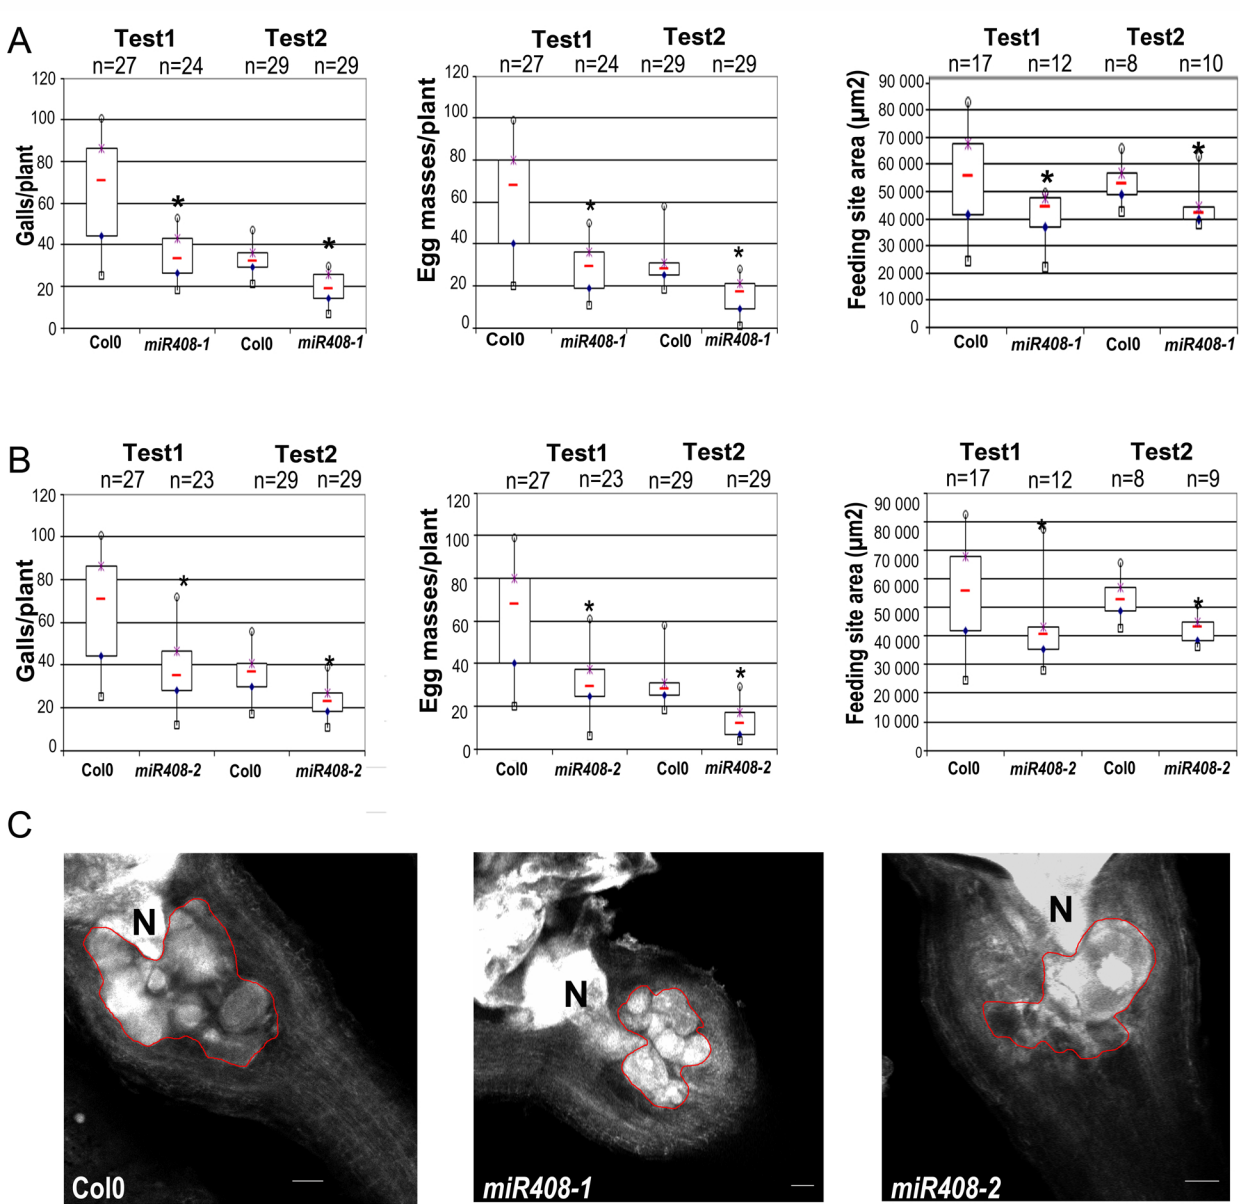 A
Test1 Test2
n=27 n=24 n=29 n=29
120
100
80
60
40
20
0
Galls/plant
* *
Col0 miR408-1 Col0 miR408-1
Test1 Test2
n=27 n=24 n=29 n=29
120
100
80
60
40
20
0
Egg masses/plant
* *
Col0 miR408-1 Col0 miR408-1
Test1 Test2
n=17 n=12 n=8 n=10
90 000
80 000
70 000
60 000
50 000
40 000
30 000
20 000
10 000
0
Feeding site area (µm2)
* *
Col0 miR408-1 Col0 miR408-1
B
Test1 Test2
n=27 n=23 n=29 n=29
120
100
80
60
40
20
0
Galls/plant
* *
Col0 miR408-2 Col0 miR408-2
Test1 Test2
n=27 n=23 n=29 n=29
120
100
80
60
40
20
0
Egg masses/plant
* *
Col0 miR408-2 Col0 miR408-2
Test1 Test2
n=17 n=12 n=8 n=9
90 000
80 000
70 000
60 000
50 000
40 000
30 000
20 000
10 000
0
Feeding site area (µm2)
* *
Col0 miR408-2 Col0 miR408-2
C
N
Col0
N
miR408-1
N
miR408-2